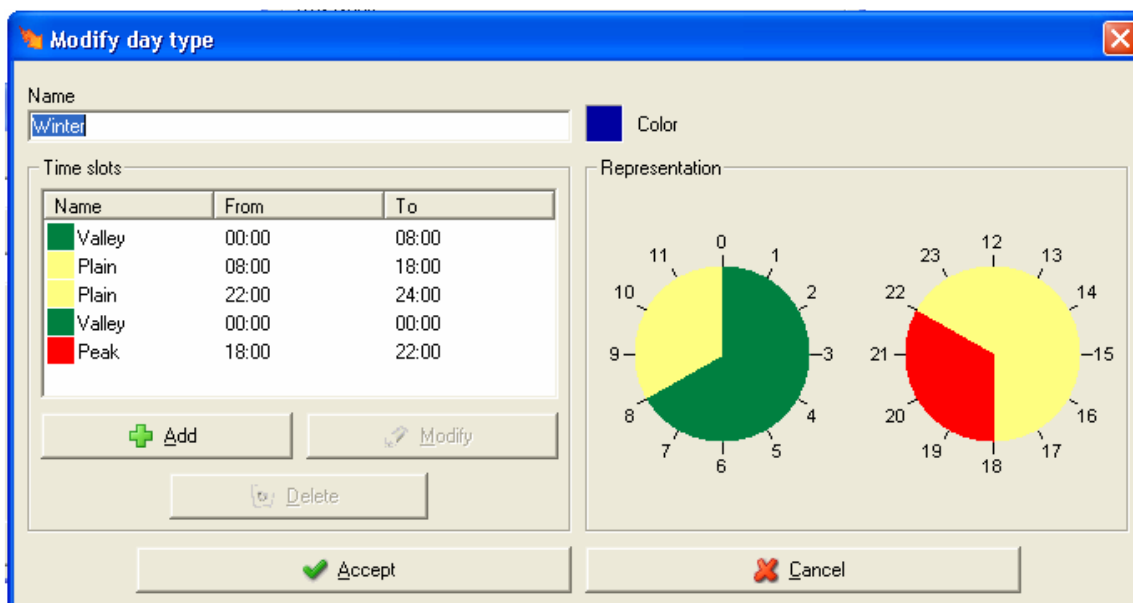 Modify day type
Name
Winter
Color
Time slots
Name From To
Valley 00:00 08:00
Plain 08:00 18:00
Plain 22:00 24:00
Valley 00:00 00:00
Peak 18:00 22:00
Add
Modify
Delete
Representation
0
11 1
10 2
9 3
8 4
7 5
6
12
23 13
22 14
21 15
20 16
19 17
18
Accept
Cancel